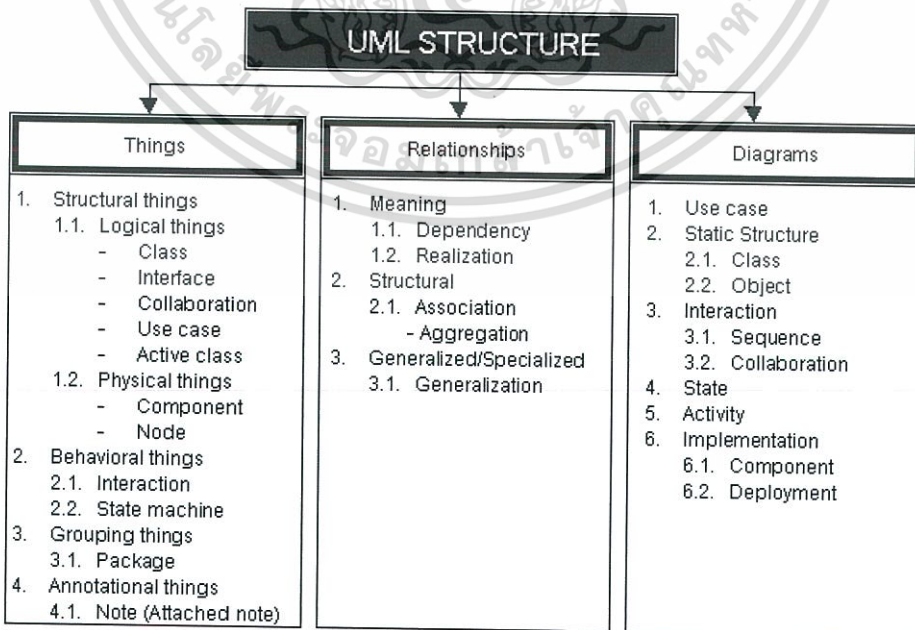 UML STRUCTURE
Things
1. Structural things
1.1. Logical things
- Class
- Interface
- Collaboration
- Use case
- Active class
1.2. Physical things
- Component
- Node
2. Behavioral things
2.1. Interaction
2.2. State machine
3. Grouping things
3.1. Package
4. Annotational things
4.1. Note (Attached note)
Relationships
1. Meaning
1.1. Dependency
1.2. Realization
2. Structural
2.1. Association
- Aggregation
3. Generalized/Specialized
3.1. Generalization
Diagrams
1. Use case
2. Static Structure
2.1. Class
2.2. Object
3. Interaction
3.1. Sequence
3.2. Collaboration
4. State
5. Activity
6. Implementation
6.1. Component
6.2. Deployment